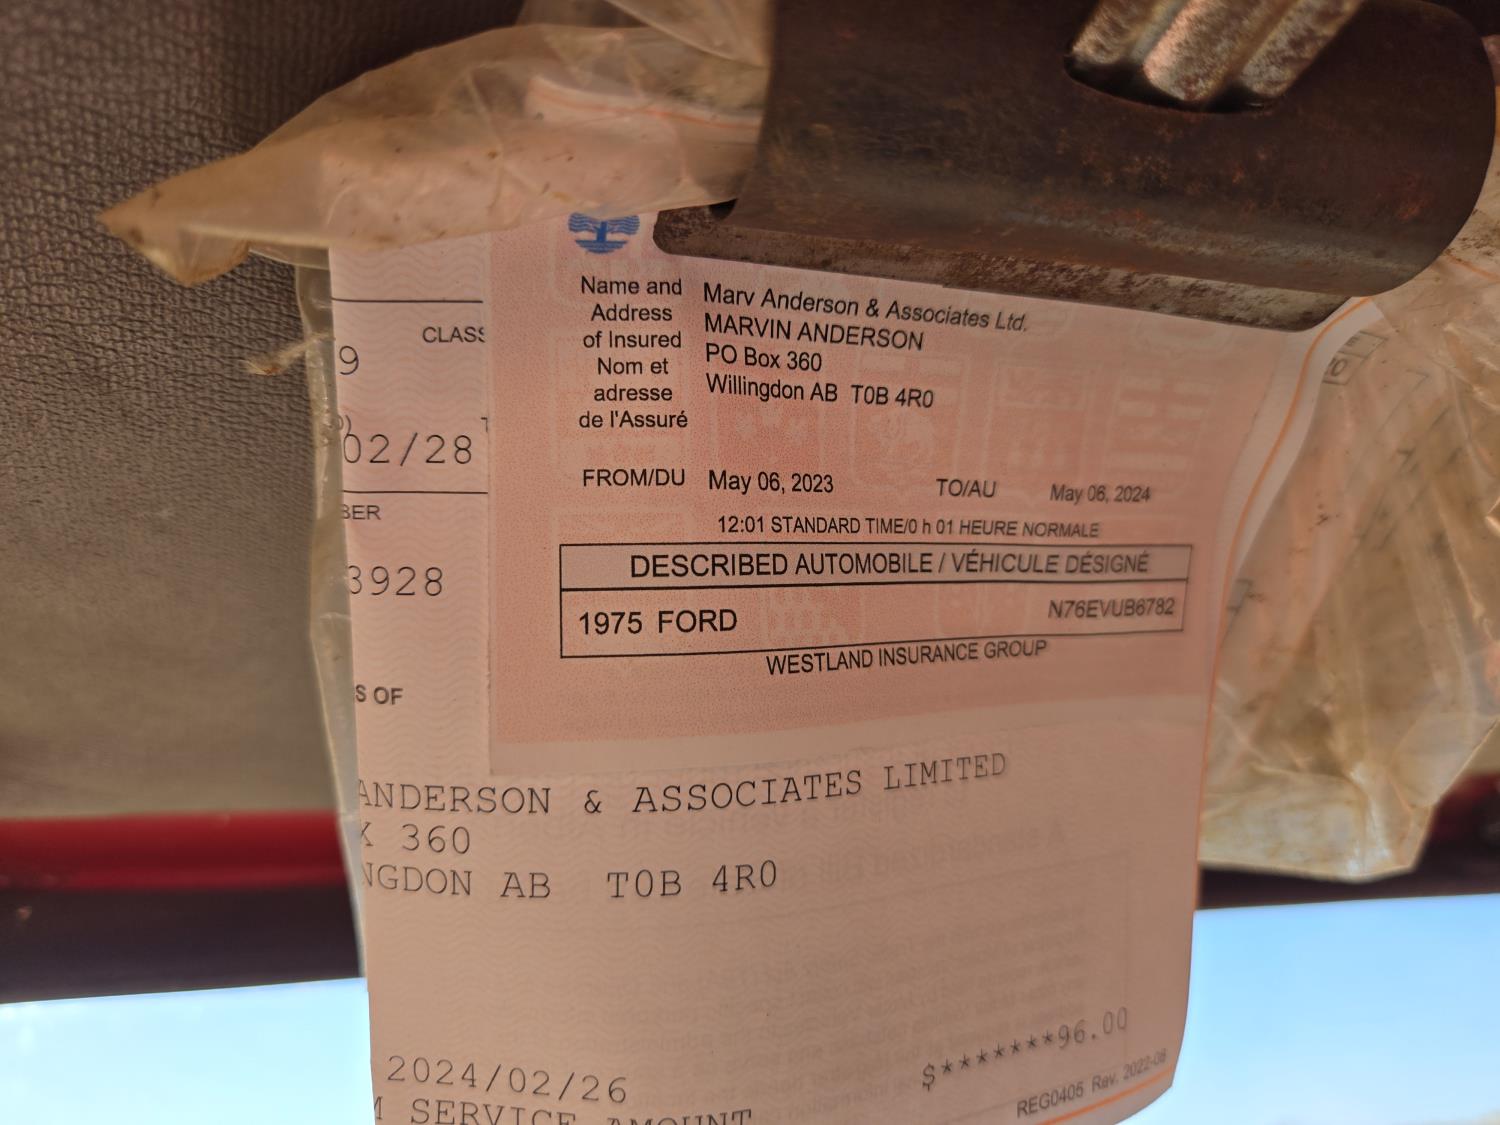 Name and Address of Insured
Nom et adresse de l'Assuré
Marv Anderson & Associates Ltd.
MARVIN ANDERSON
PO Box 360
Willingdon AB T0B 4R0
FROM/DU May 06, 2023 TO/AU May 06, 2024
12:01 STANDARD TIME/0 h 01 HEURE NORMALE
DESCRIBED AUTOMOBILE / VÉHICULE DÉSIGNÉ
1975 FORD N76EVUB6782
WESTLAND INSURANCE GROUP
CLASS
9
02/28
BER
3928
S OF
ANDERSON & ASSOCIATES LIMITED
X 360
NGDON AB T0B 4R0
2024/02/26 $*******96.00
M SERVICE AMOUNT
REG0405 Rev. 2022-08